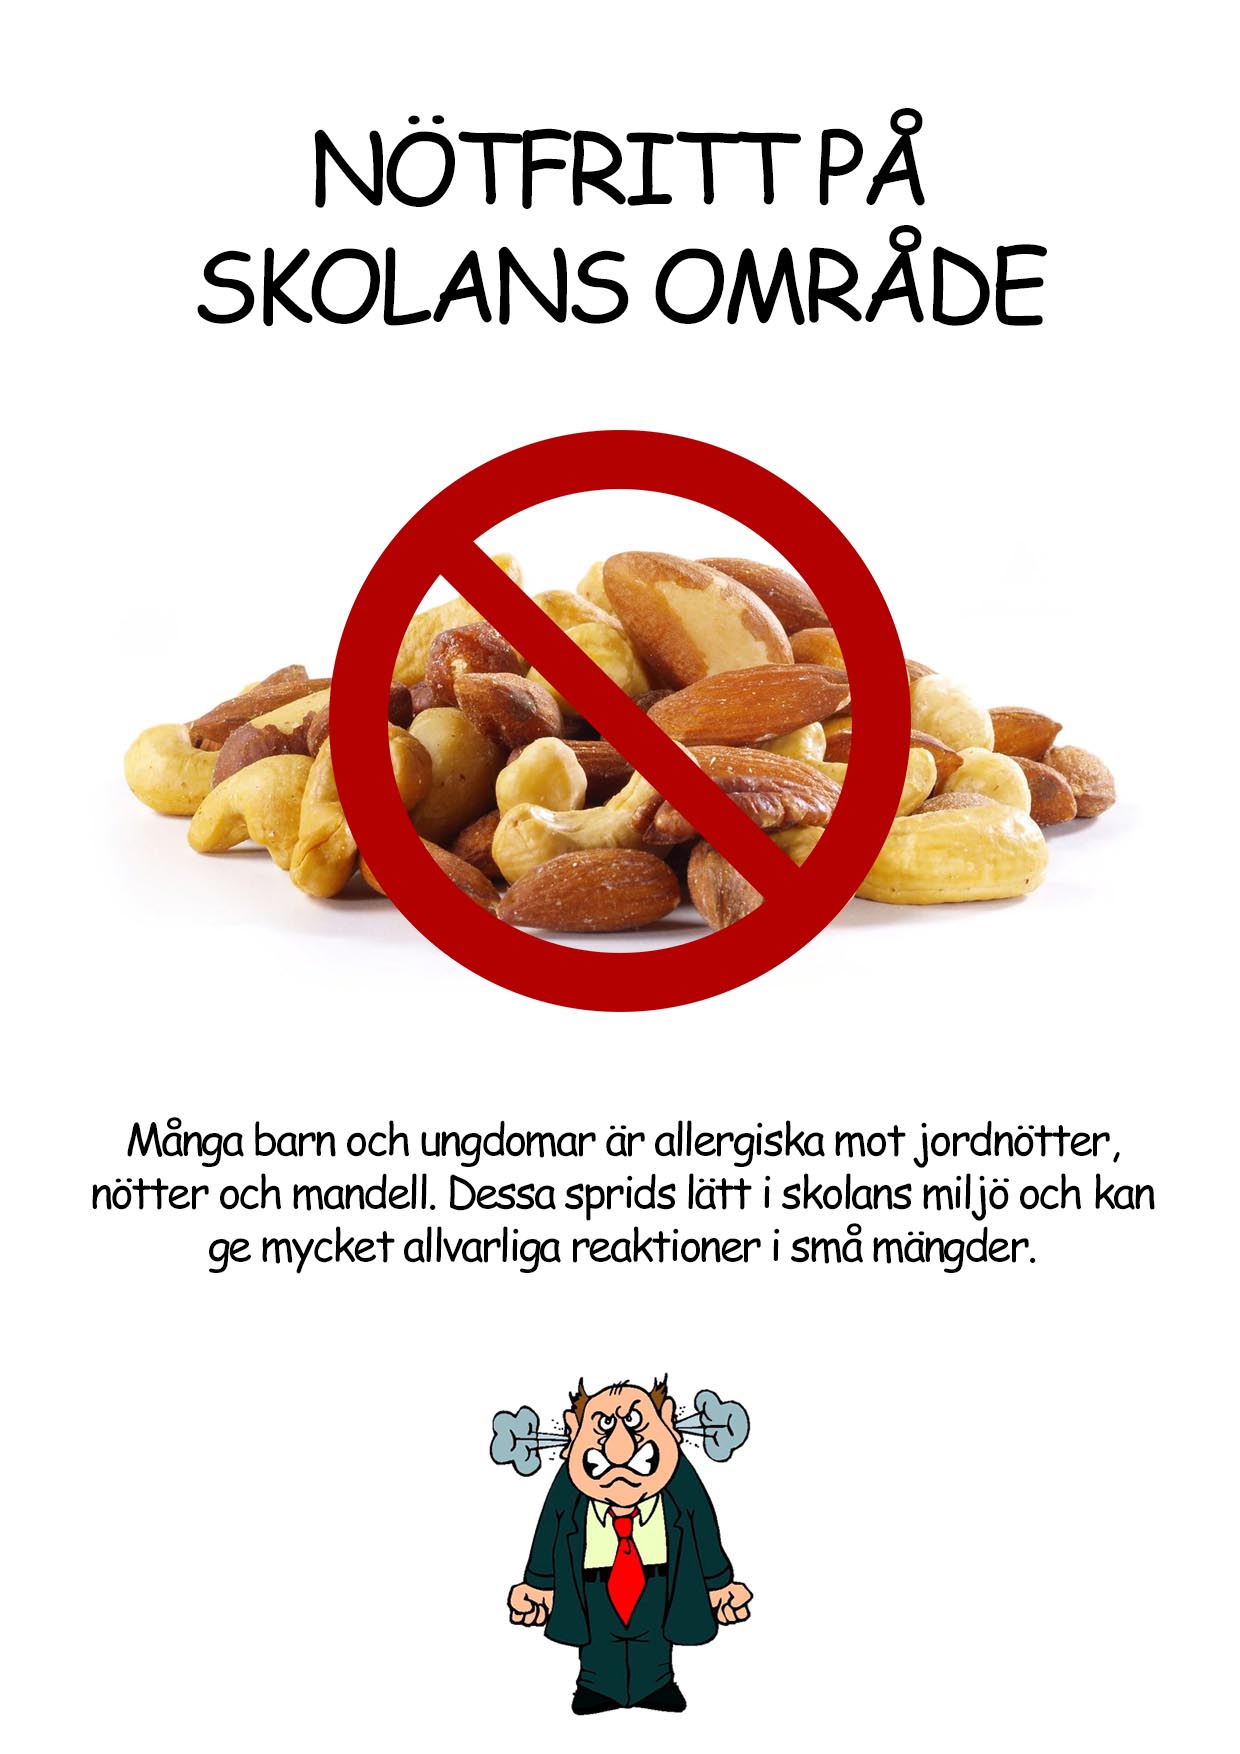 NÖTFRITT PÅ
SKOLANS OMRÅDE
Många barn och ungdomar är allergiska mot jordnötter,
nötter och mandell. Dessa sprids lätt i skolans miljö och kan
ge mycket allvarliga reaktioner i små mängder.